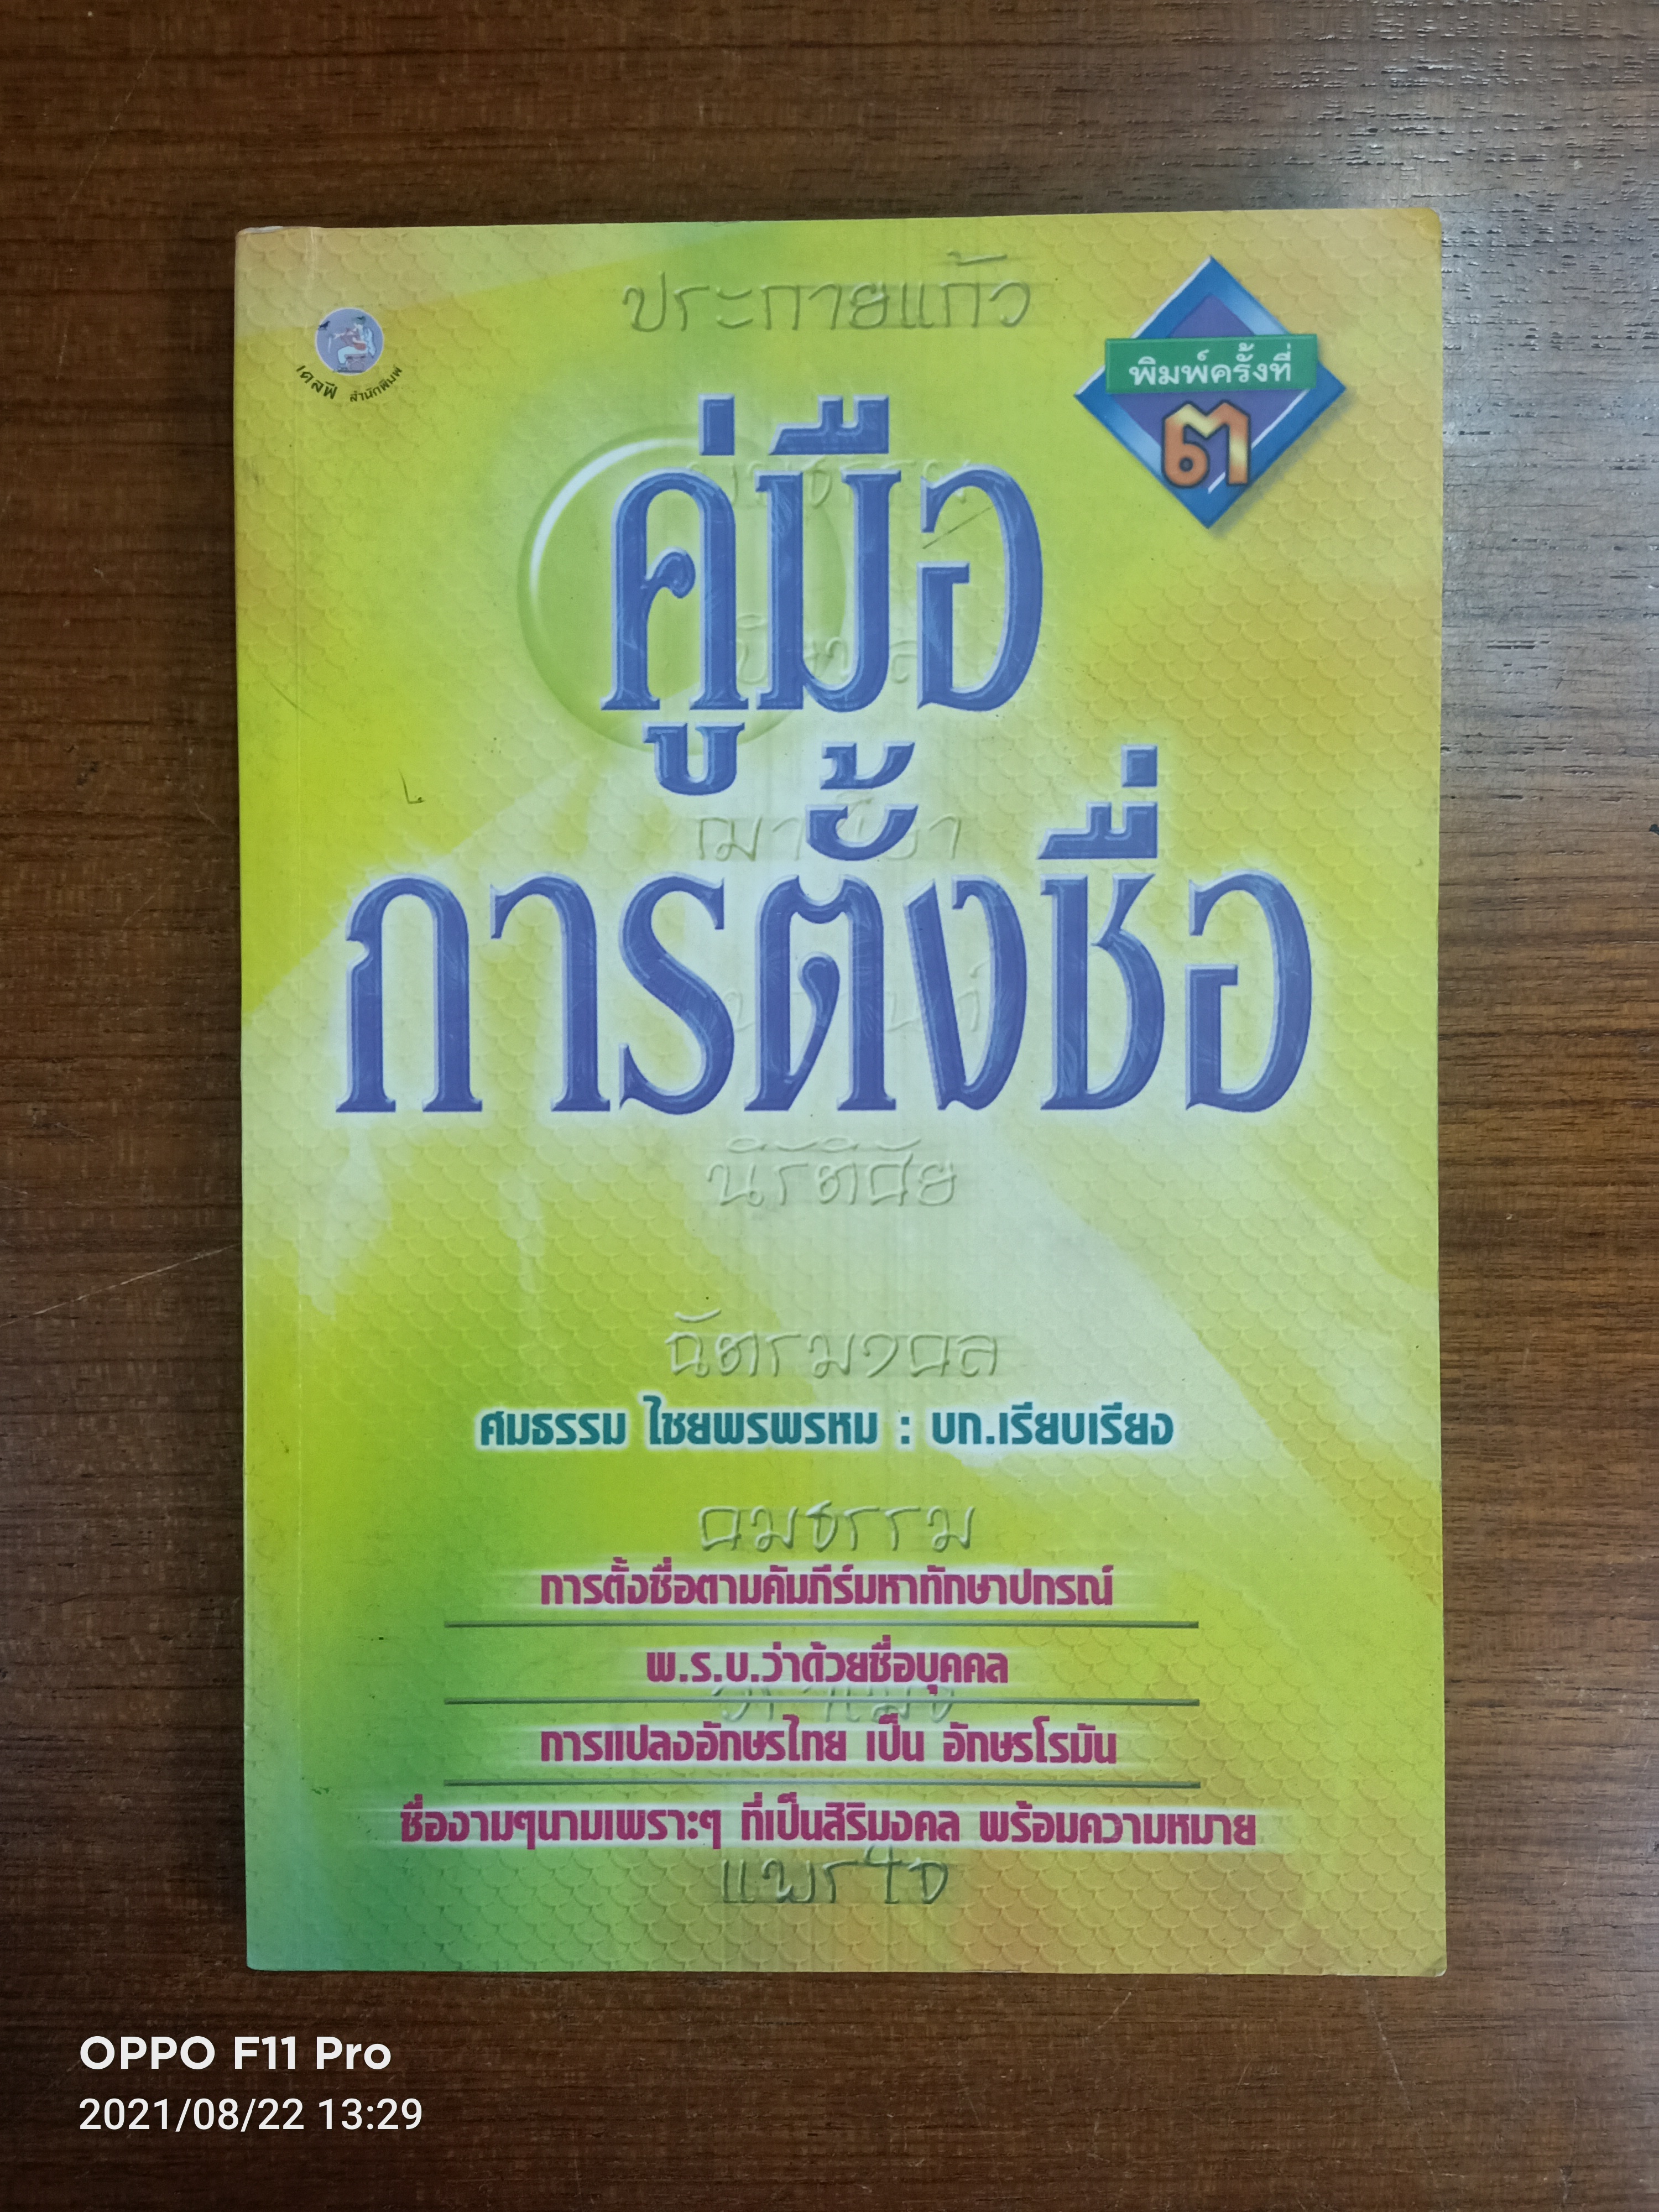 ประกายแก้ว
เดลฟี สำนักพิมพ์
พิมพ์ครั้งที่
๓
คู่มือ
การตั้งชื่อ
นิรัติศัย
ฉัตรมงคล
ศมธรรม ไชยพรพรหม : บก.เรียบเรียง
คมธรรม
การตั้งชื่อตามคัมภีร์มหาทักษาปกรณ์
พ.ร.บ.ว่าด้วยชื่อบุคคล
การแปลงอักษรไทย เป็น อักษรโรมัน
ชื่องามๆนามเพราะๆ ที่เป็นสิริมงคล พร้อมความหมาย
แพรไจ
OPPO F11 Pro
2021/08/22 13:29